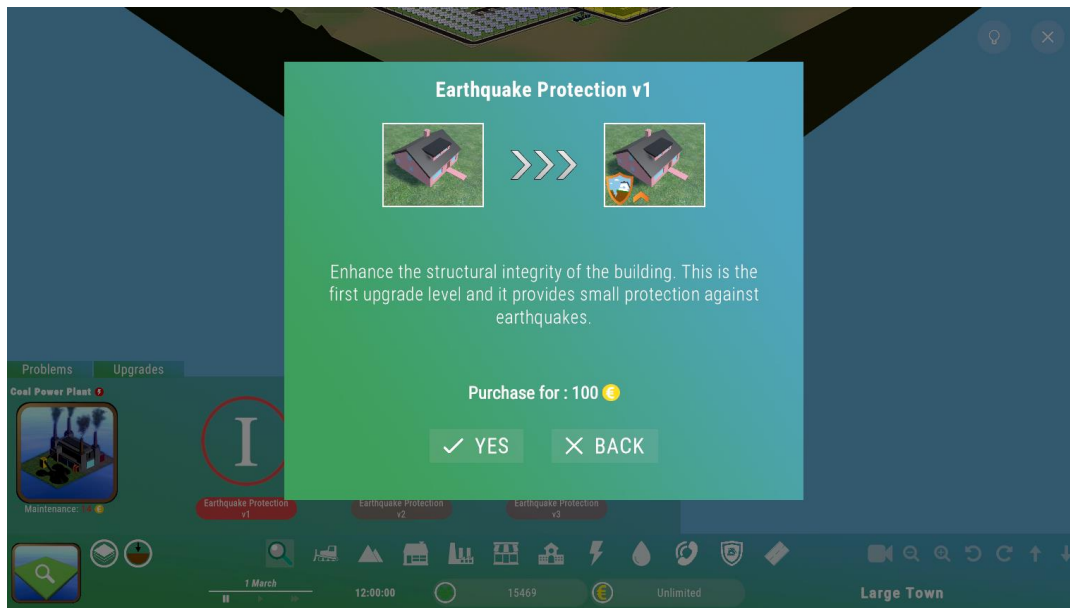 Earthquake Protection v1
Enhance the structural integrity of the building. This is the
first upgrade level and it provides small protection against
earthquakes.
Purchase for : 100
YES
BACK
Problems
Upgrades
Coal Power Plant
I
Maintenance:
Earthquake Protection
v1
Earthquake Protection
v2
Earthquake Protection
v3
1 March
12:00:00
15469
Unlimited
Large Town